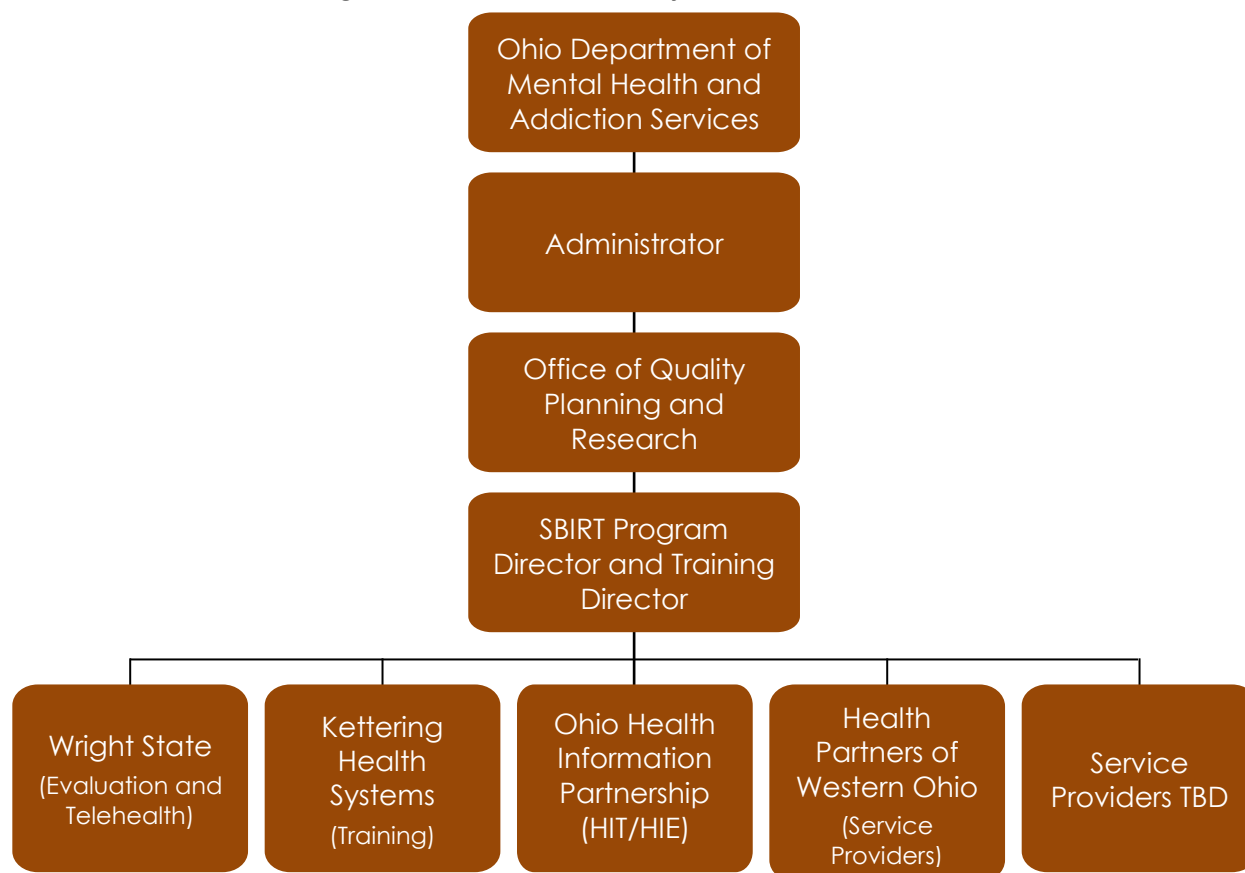 Ohio Department of
Mental Health and
Addiction Services
Administrator
Office of Quality
Planning and
Research
SBIRT Program
Director and Training
Director
Wright State
(Evaluation and
Telehealth)
Kettering
Health
Systems
(Training)
Ohio Health
Information
Partnership
(HIT/HIE)
Health
Partners of
Western Ohio
(Service
Providers)
Service
Providers TBD